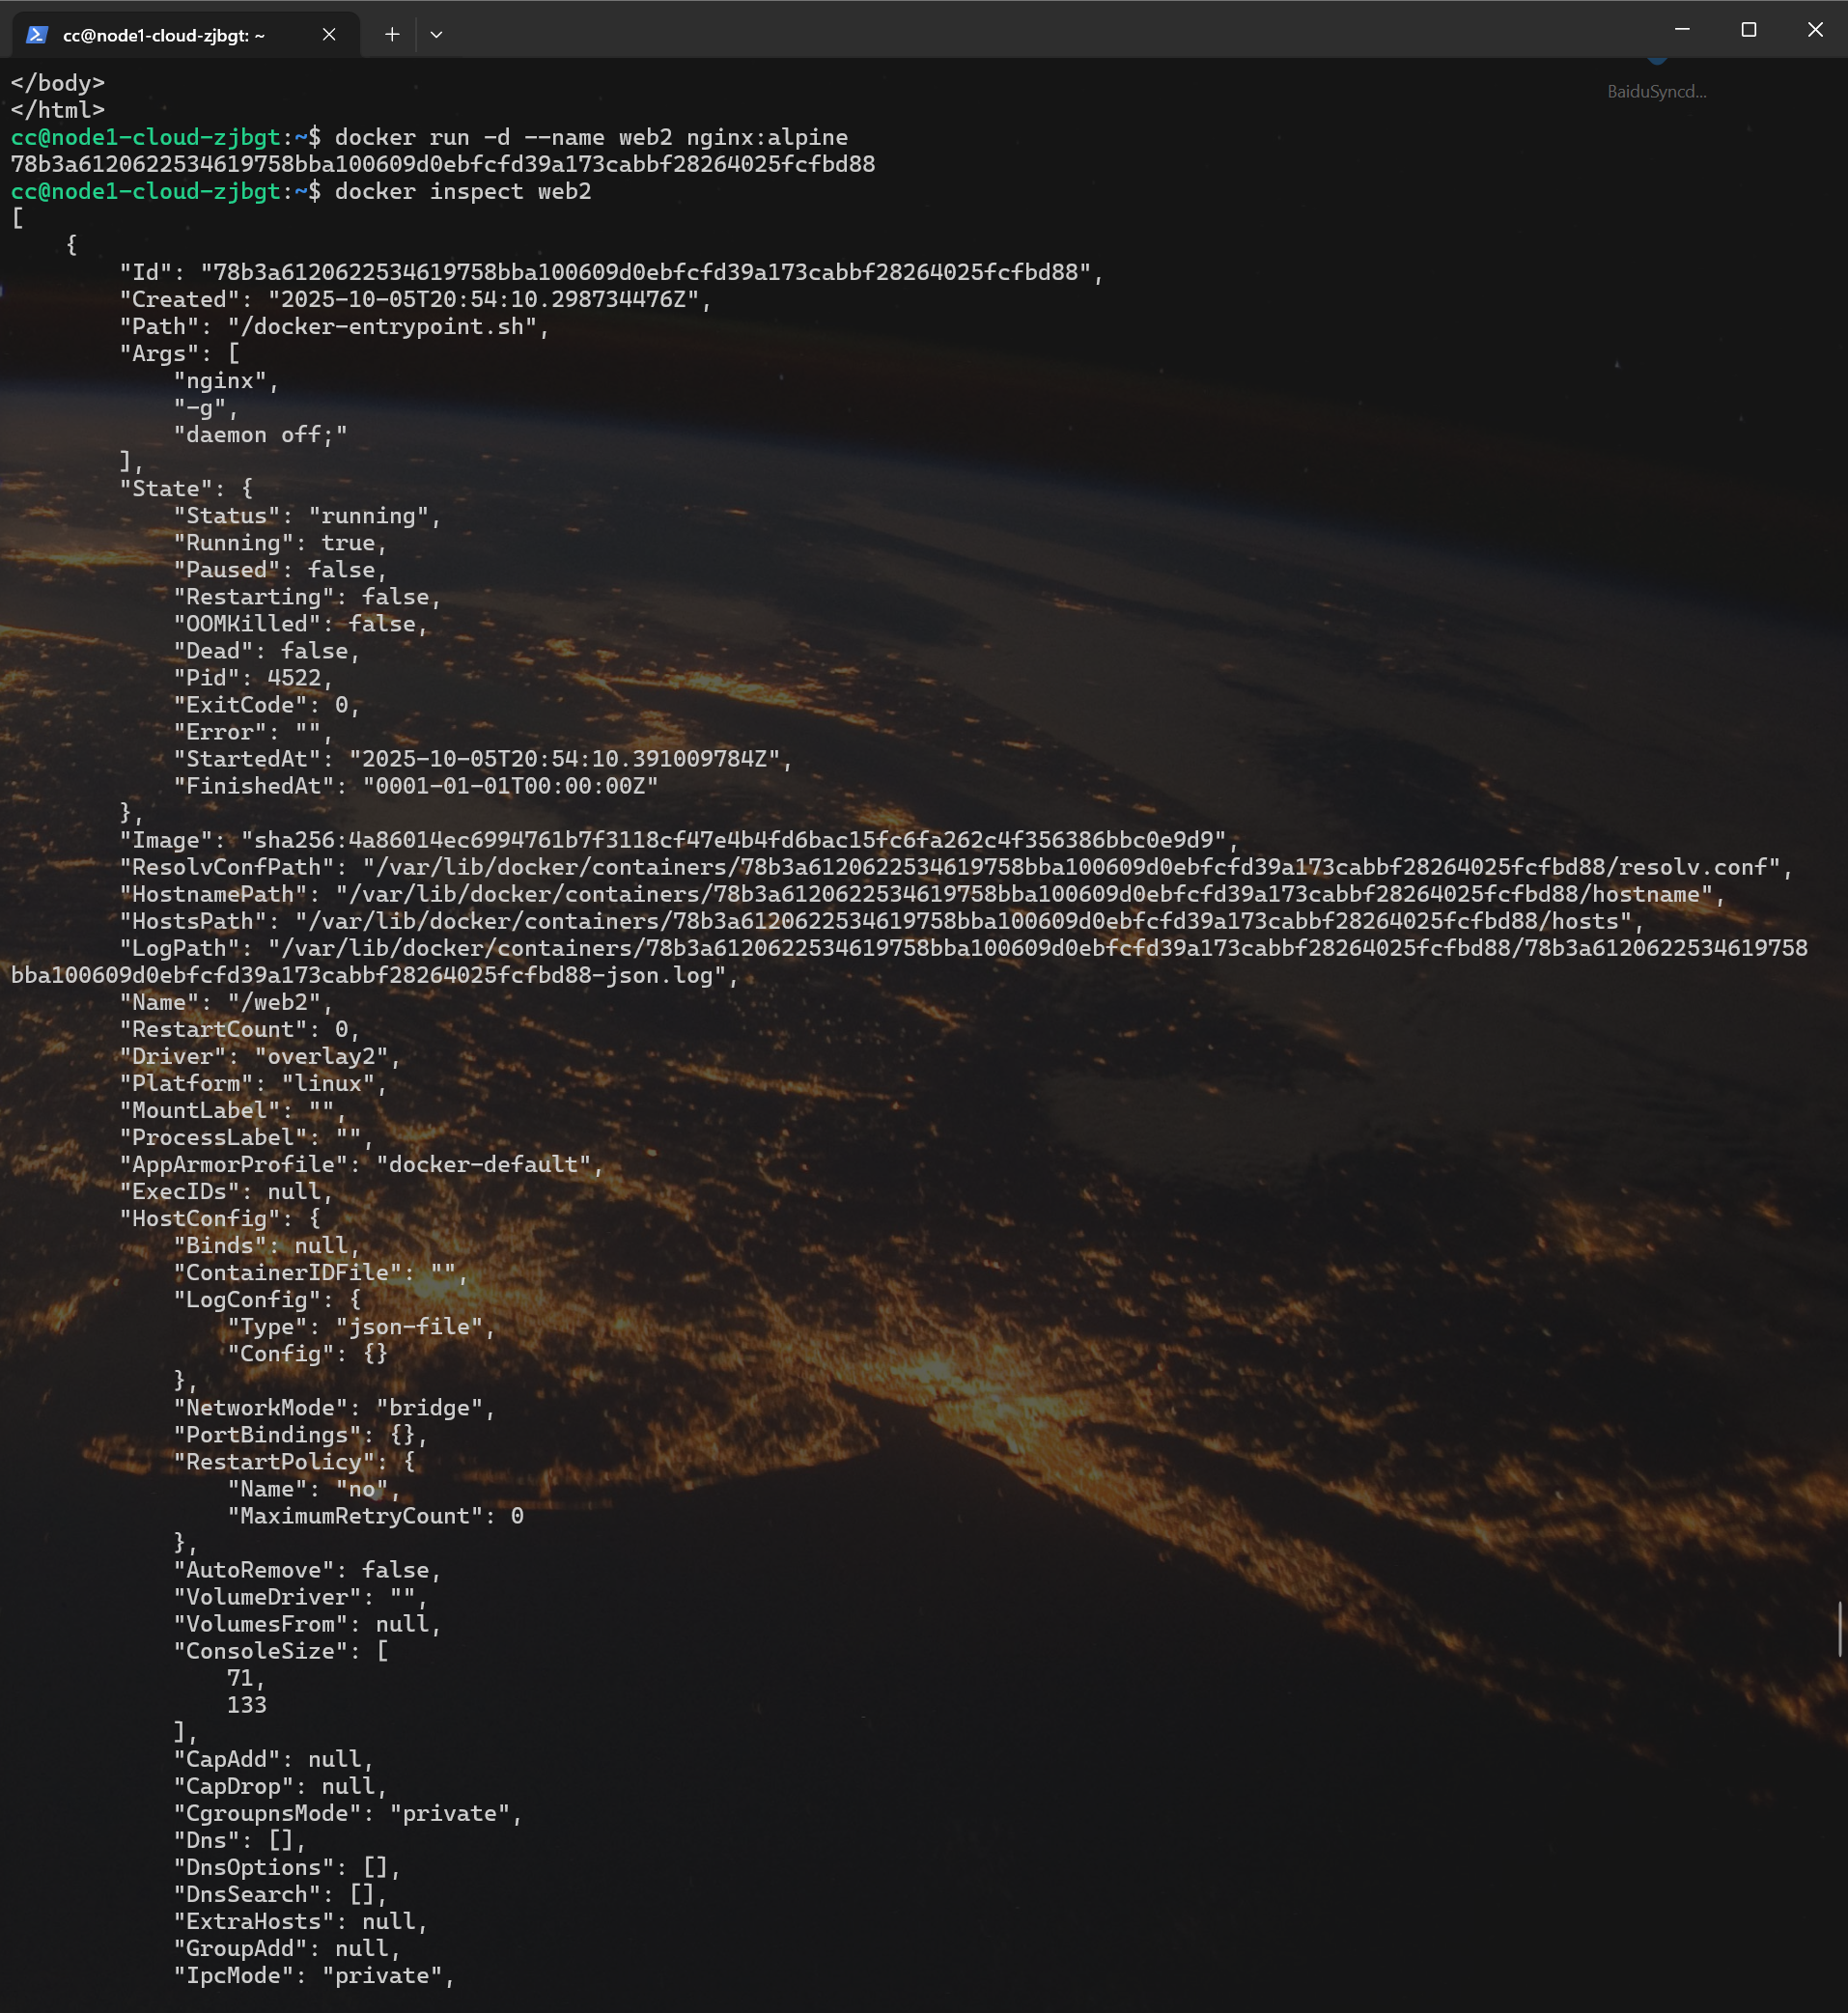 cc@node1-cloud-zjbgt: ~
BaiduSyncd...
</body>
</html>
cc@node1-cloud-zjbgt:~$ docker run -d --name web2 nginx:alpine
78b3a6120622534619758bba100609d0ebfcfd39a173cabbf28264025fcfbd88
cc@node1-cloud-zjbgt:~$ docker inspect web2
[
    {
        "Id": "78b3a6120622534619758bba100609d0ebfcfd39a173cabbf28264025fcfbd88",
        "Created": "2025-10-05T20:54:10.298734476Z",
        "Path": "/docker-entrypoint.sh",
        "Args": [
            "nginx",
            "-g",
            "daemon off;"
        ],
        "State": {
            "Status": "running",
            "Running": true,
            "Paused": false,
            "Restarting": false,
            "OOMKilled": false,
            "Dead": false,
            "Pid": 4522,
            "ExitCode": 0,
            "Error": "",
            "StartedAt": "2025-10-05T20:54:10.391009784Z",
            "FinishedAt": "0001-01-01T00:00:00Z"
        },
        "Image": "sha256:4a86014ec6994761b7f3118cf47e4b4fd6bac15fc6fa262c4f356386bbc0e9d9",
        "ResolvConfPath": "/var/lib/docker/containers/78b3a6120622534619758bba100609d0ebfcfd39a173cabbf28264025fcfbd88/resolv.conf",
        "HostnamePath": "/var/lib/docker/containers/78b3a6120622534619758bba100609d0ebfcfd39a173cabbf28264025fcfbd88/hostname",
        "HostsPath": "/var/lib/docker/containers/78b3a6120622534619758bba100609d0ebfcfd39a173cabbf28264025fcfbd88/hosts",
        "LogPath": "/var/lib/docker/containers/78b3a6120622534619758bba100609d0ebfcfd39a173cabbf28264025fcfbd88/78b3a6120622534619758
bba100609d0ebfcfd39a173cabbf28264025fcfbd88-json.log",
        "Name": "/web2",
        "RestartCount": 0,
        "Driver": "overlay2",
        "Platform": "linux",
        "MountLabel": "",
        "ProcessLabel": "",
        "AppArmorProfile": "docker-default",
        "ExecIDs": null,
        "HostConfig": {
            "Binds": null,
            "ContainerIDFile": "",
            "LogConfig": {
                "Type": "json-file",
                "Config": {}
            },
            "NetworkMode": "bridge",
            "PortBindings": {},
            "RestartPolicy": {
                "Name": "no",
                "MaximumRetryCount": 0
            },
            "AutoRemove": false,
            "VolumeDriver": "",
            "VolumesFrom": null,
            "ConsoleSize": [
                71,
                133
            ],
            "CapAdd": null,
            "CapDrop": null,
            "CgroupnsMode": "private",
            "Dns": [],
            "DnsOptions": [],
            "DnsSearch": [],
            "ExtraHosts": null,
            "GroupAdd": null,
            "IpcMode": "private",